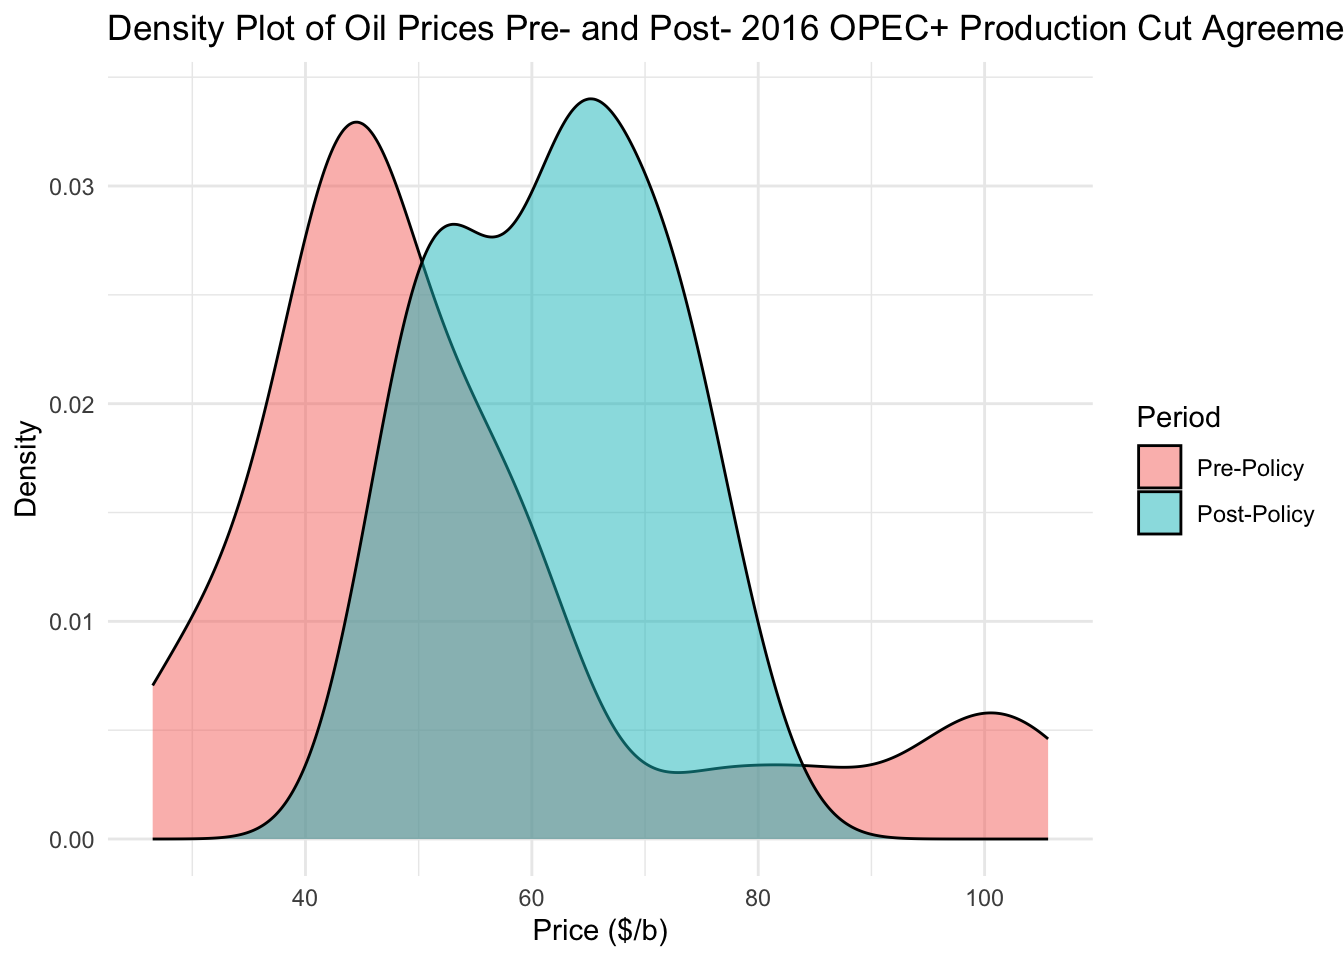 Density Plot of Oil Prices Pre- and Post- 2016 OPEC+ Production Cut Agreeme
0.03
0.02
0.01
0.00
Density
40 60 80 100
Price ($/b)
Period
Pre-Policy
Post-Policy